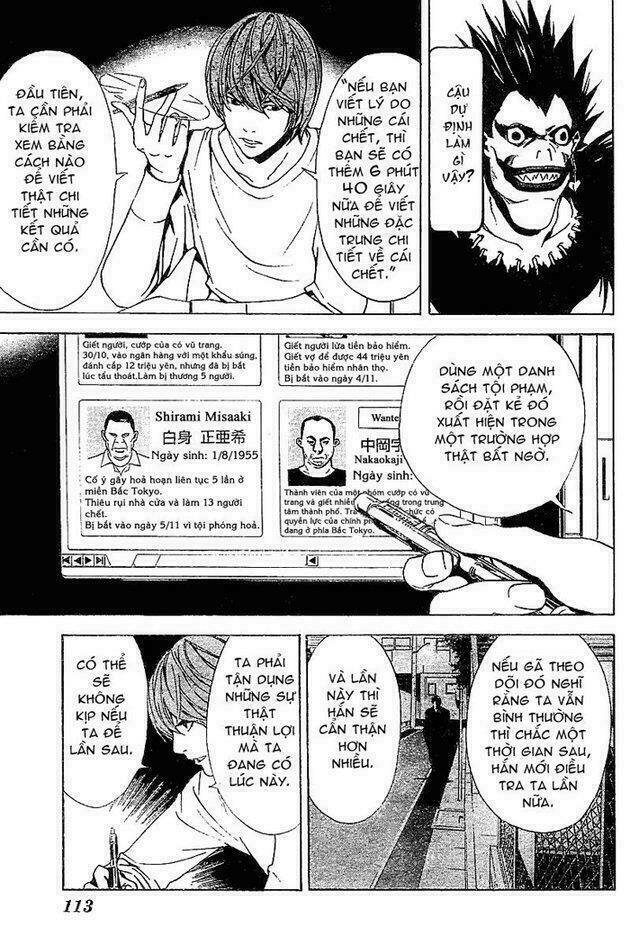 CẬU
DỰ
ĐỊNH
LÀM
GÌ
VẬY?
"NẾU BẠN
VIẾT LÝ DO
NHỮNG CÁI
CHẾT, THÌ
BẠN SẼ CÓ
THÊM 6 PHÚT
40 GIÂY
NỮA ĐỂ VIẾT
NHỮNG ĐẶC
TRƯNG CHI
TIẾT VỀ CÁI
CHẾT."
ĐẦU TIÊN,
TA CẦN PHẢI
KIỂM TRA
XEM BẰNG
CÁCH NÀO
ĐỂ VIẾT
THẬT CHI
TIẾT NHỮNG
KẾT QUẢ
CẦN CÓ.
DÙNG MỘT DANH
SÁCH TỘI PHẠM,
RỒI ĐẶT KẺ ĐÓ
XUẤT HIỆN TRONG
MỘT TRƯỜNG HỢP
THẬT BẤT NGỜ.
Giết người, cướp của có vũ trang.
30/10, vào ngân hàng với một khẩu súng,
đánh cắp 12 triệu yên, nhưng đã bị bắt
lúc tẩu thoát.Làm bị thương 5 người.
Giết người lừa tiền bảo hiểm.
Giết vợ để được 44 triệu yên
tiền bảo hiểm nhân thọ.
Bị bắt vào ngày 4/11.
Shirami Misaaki
白身 正亜希
Ngày sinh: 1/8/1955
Cố ý gây hoả hoạn liên tục 5 lần ở
miền Bắc Tokyo.
Thiêu rụi nhà cửa và làm 13 người
chết.
Bị bắt vào ngày 5/11 vì tội phóng hoả.
Wante
中岡字
Nakaokaji
Ngày sinh:
Thành viên của một nhóm cướp có vũ
trang và giết nhiều trong trung
tâm thành phố. chức có
quyền lực của chính
đang ở phía Bắc Tokyo.
NẾU GÃ THEO
DÕI ĐÓ NGHĨ
RẰNG TA VẪN
BÌNH THƯỜNG
THÌ CHẮC MỘT
THỜI GIAN SAU,
HẮN MỚI ĐIỀU
TRA TA LẦN
NỮA.
VÀ LẦN
NÀY THÌ
HẮN SẼ
CẨN THẬN
HƠN
NHIỀU.
TA PHẢI
TẬN DỤNG
NHỮNG SỰ
THẬT
THUẬN LỢI
MÀ TA
ĐANG CÓ
LÚC NÀY.
CÓ THỂ
SẼ
KHÔNG
KỊP NẾU
TA ĐỂ
LẦN SAU.
113